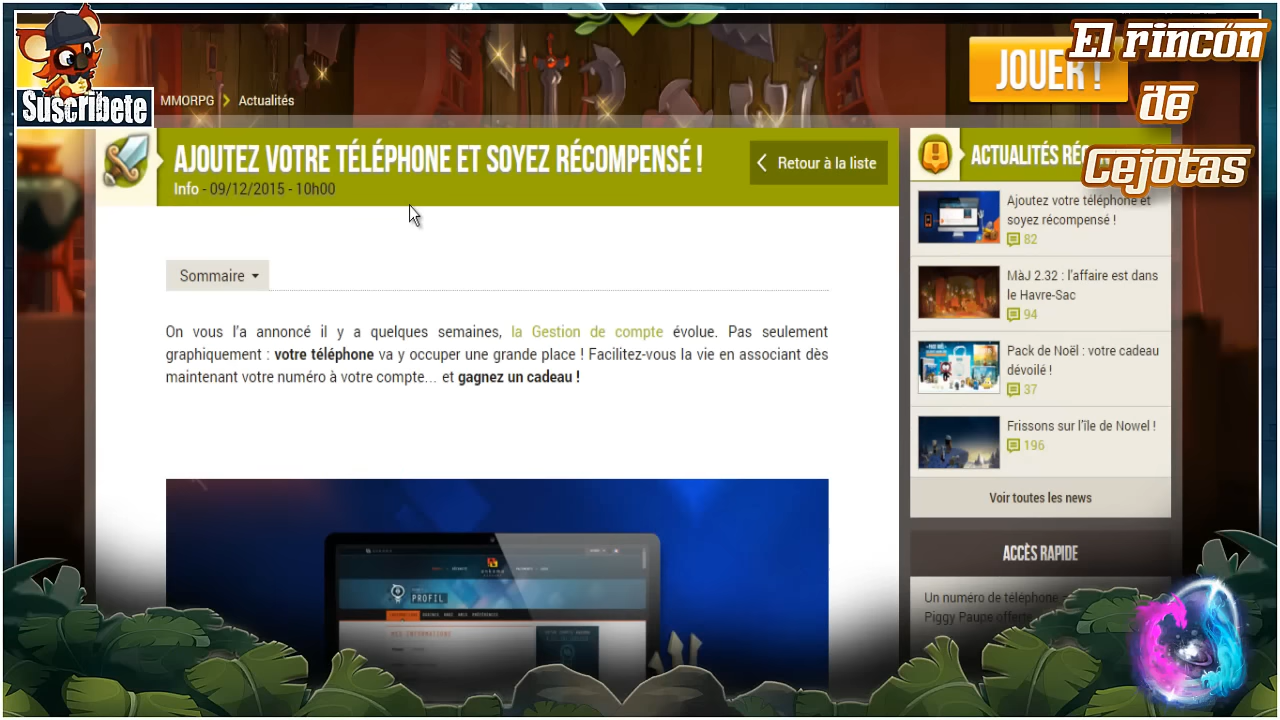 El rincón
de
Cejotas
Suscribete
JOUER !
MMORPG > Actualités
AJOUTEZ VOTRE TÉLÉPHONE ET SOYEZ RÉCOMPENSÉ !
Info - 09/12/2015 - 10h00
Retour à la liste
Sommaire
On vous l'a annoncé il y a quelques semaines, la Gestion de compte évolue. Pas seulement
graphiquement : votre téléphone va y occuper une grande place ! Facilitez-vous la vie en associant dès
maintenant votre numéro à votre compte... et gagnez un cadeau !
PROFIL
MES INFORMATIONS
ACTUALITÉS RÉC
Ajoutez votre téléphone et
soyez récompensé !
82
MàJ 2.32 : l'affaire est dans
le Havre-Sac
94
Pack de Noël : votre cadeau
dévoilé !
37
Frissons sur l'île de Nowel !
196
Voir toutes les news
ACCÈS RAPIDE
Un numéro de téléphone
Piggy Paupe offerte